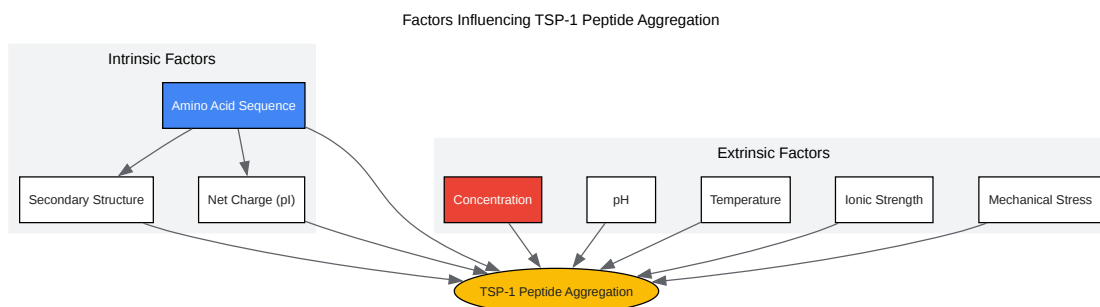 Factors Influencing TSP-1 Peptide Aggregation
Intrinsic Factors
Amino Acid Sequence
Secondary Structure
Net Charge (pI)
Extrinsic Factors
Concentration
pH
Temperature
Ionic Strength
Mechanical Stress
TSP-1 Peptide Aggregation